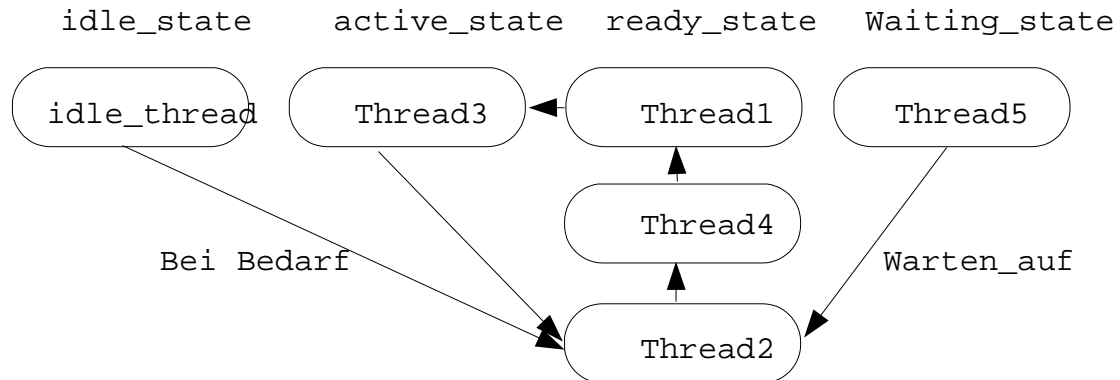 idle_state active_state ready_state Waiting_state
idle_thread Thread3 Thread1 Thread5
Thread4
Bei Bedarf Warten_auf
Thread2